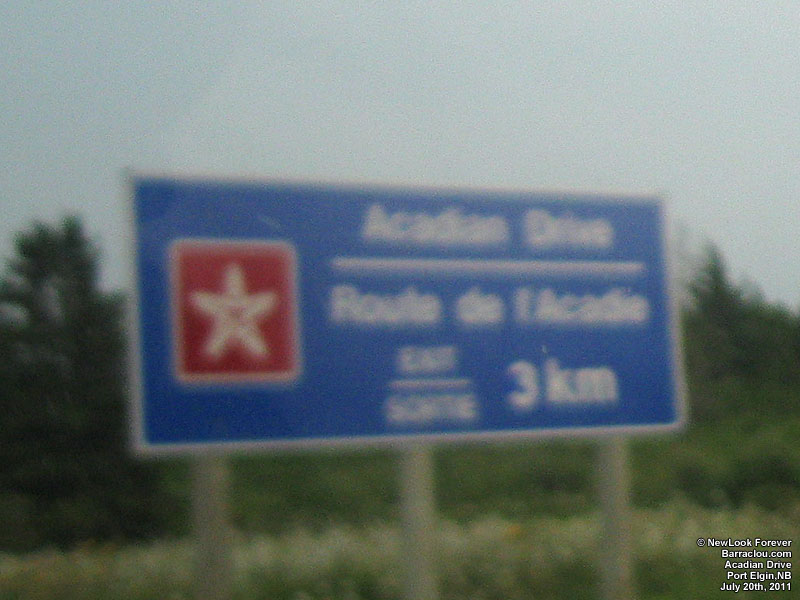 Acadian Drive
Route de l'Acadie
EXIT
SORTIE
3 km
© NewLook Forever
Barraclou.com
Acadian Drive
Port Elgin,NB
July 20th, 2011